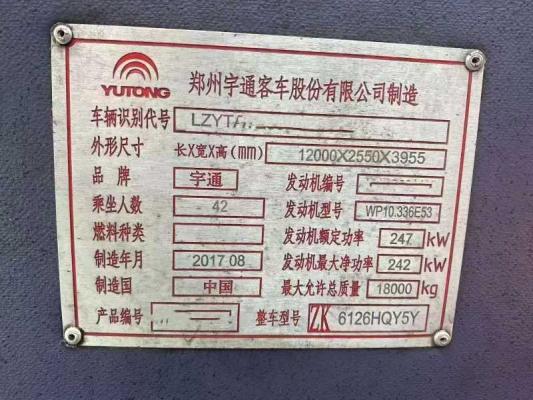 YUTONG 郑州宇通客车股份有限公司制造
车辆识别代号 LZYTA
外形尺寸 长X宽X高(mm) 12000X2550X3955
品牌 宇通 发动机编号
乘坐人数 42 发动机型号 WP10.336E53
燃料种类 发动机额定功率 247 kW
制造年月 2017 08 发动机最大净功率 242 kW
制造国 中国 最大允许总质量 18000 kg
产品编号 整车型号 ZK 6126HQY5Y